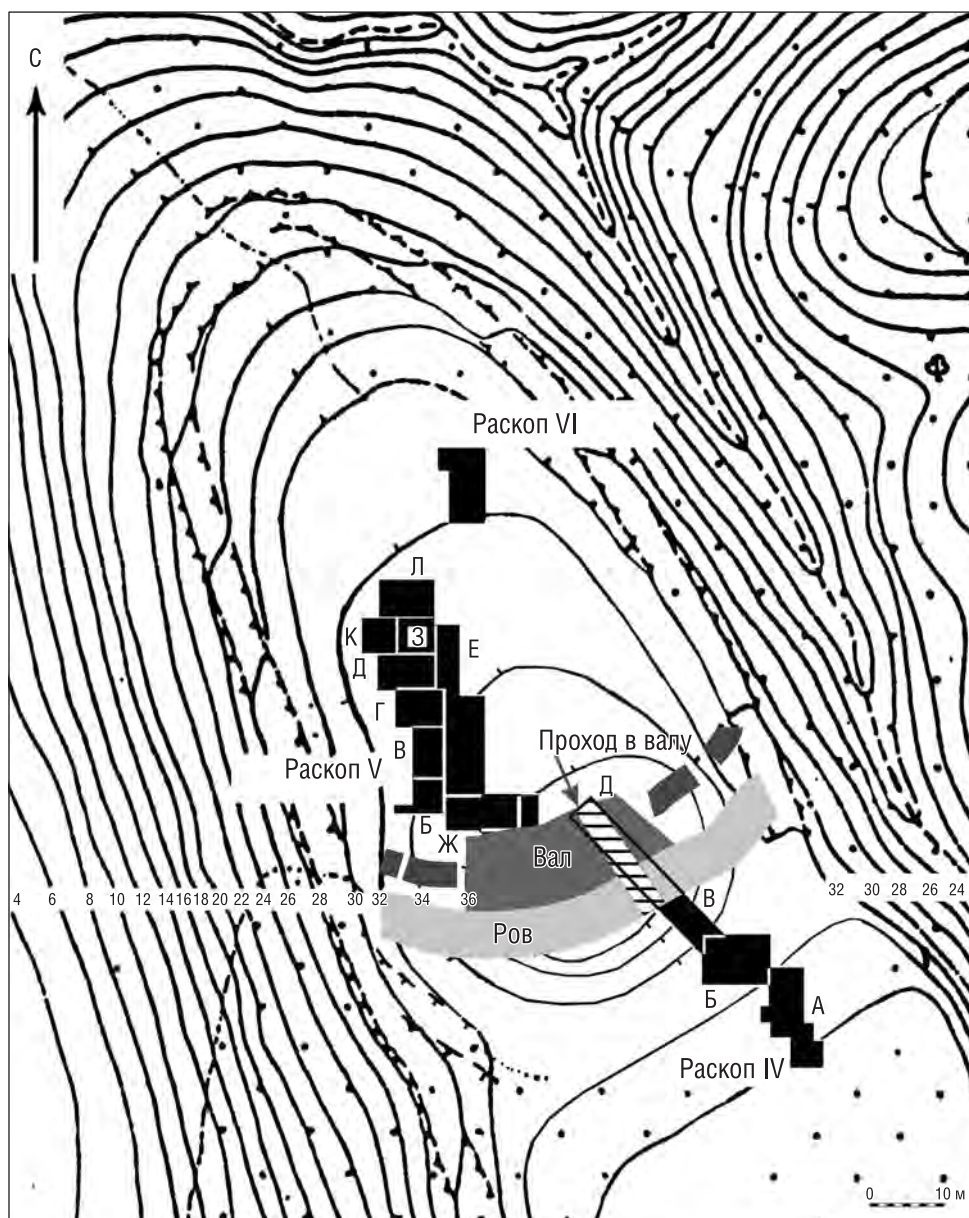 С
Раскоп VI
Л
К
З
Е
Д
Г
В
Проход в валу
Раскоп V
Д
Б
Ж
Вал
4 6 8 10 12 14 16 18 20 22 24 26 28 30 32 34 36
32 30 28 26 24
В
Ров
Б
А
Раскоп IV
0 10 м